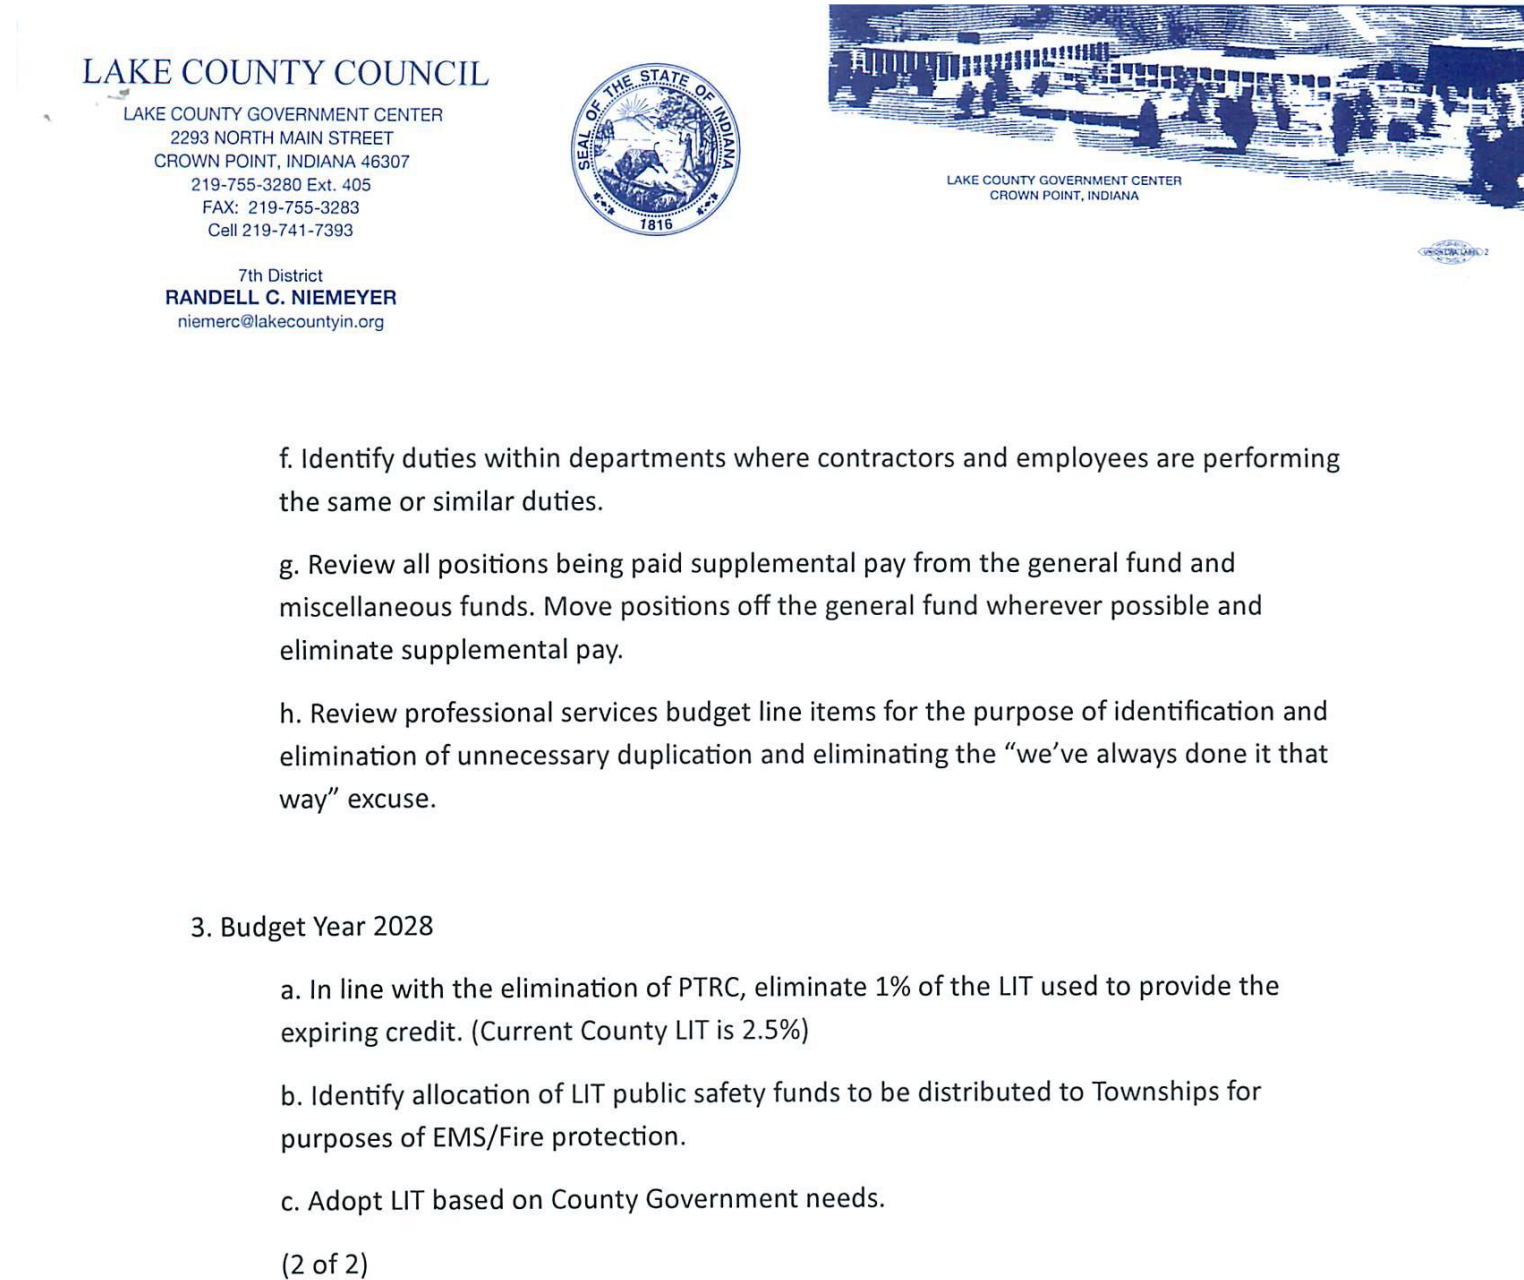 LAKE COUNTY COUNCIL
LAKE COUNTY GOVERNMENT CENTER
2293 NORTH MAIN STREET
CROWN POINT, INDIANA 46307
219-755-3280 Ext. 405
FAX: 219-755-3283
Cell 219-741-7393
7th District
RANDELL C. NIEMEYER
niemerc@lakecountyin.org
SEAL OF THE STATE OF INDIANA
1816
LAKE COUNTY GOVERNMENT CENTER
CROWN POINT, INDIANA
2
f. Identify duties within departments where contractors and employees are performing
the same or similar duties.
g. Review all positions being paid supplemental pay from the general fund and
miscellaneous funds. Move positions off the general fund wherever possible and
eliminate supplemental pay.
h. Review professional services budget line items for the purpose of identification and
elimination of unnecessary duplication and eliminating the “we’ve always done it that
way” excuse.
3. Budget Year 2028
a. In line with the elimination of PTRC, eliminate 1% of the LIT used to provide the
expiring credit. (Current County LIT is 2.5%)
b. Identify allocation of LIT public safety funds to be distributed to Townships for
purposes of EMS/Fire protection.
c. Adopt LIT based on County Government needs.
(2 of 2)